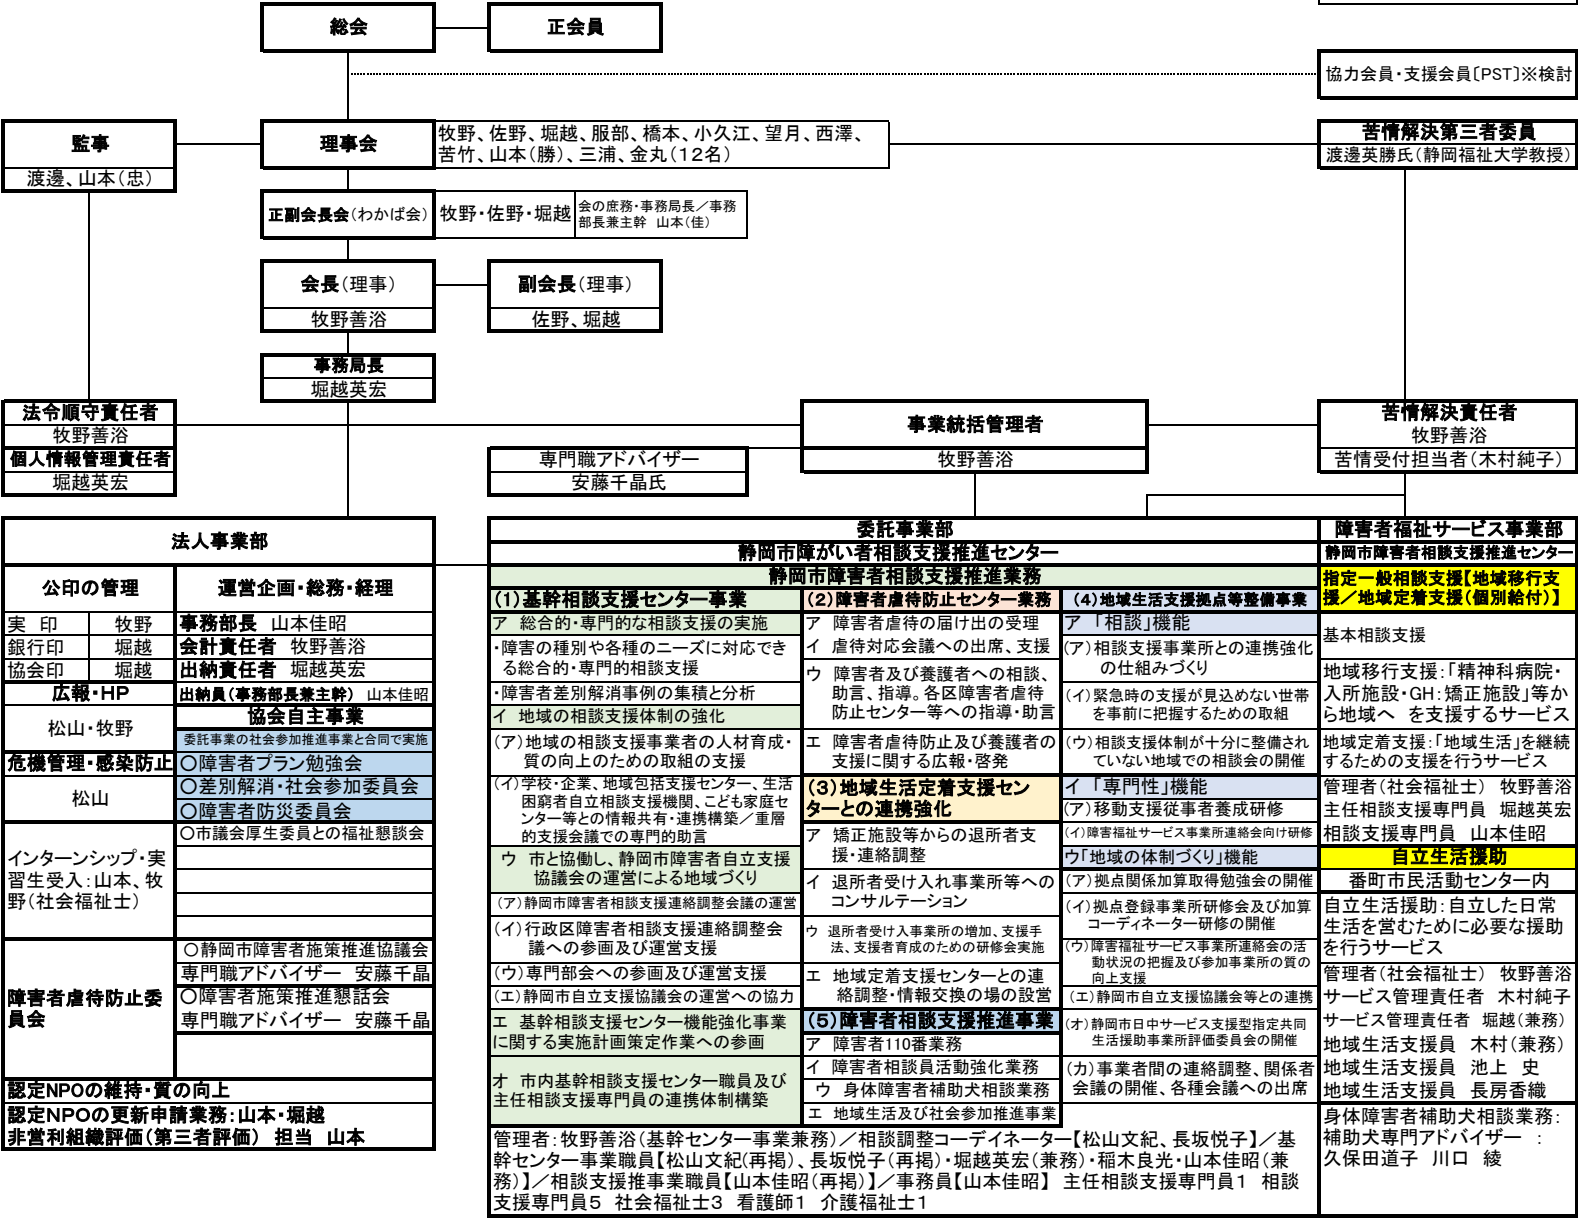 総会
正会員
協力会員・支援会員〔PST〕※検討
監事
渡邊、山本（忠）
理事会
牧野、佐野、堀越、服部、橋本、小久江、望月、西澤、
苫竹、山本（勝）、三浦、金丸（１２名）
苦情解決第三者委員
渡邊英勝氏（静岡福祉大学教授）
正副会長会（わかば会）
牧野・佐野・堀越
会の庶務・事務局長／事務
部長兼主幹　山本（佳）
会長（理事）
牧野善浴
副会長（理事）
佐野、堀越
事務局長
堀越英宏
法令順守責任者
牧野善浴
個人情報管理責任者
堀越英宏
専門職アドバイザー
安藤千晶氏
事業統括管理者
牧野善浴
苦情解決責任者
牧野善浴
苦情受付担当者（木村純子）
法人事業部
公印の管理
運営企画・総務・経理
実　印
牧野
事務部長　山本佳昭
銀行印
堀越
会計責任者　牧野善浴
協会印
堀越
出納責任者　堀越英宏
広報・HP
出納員（事務部長兼主幹）　山本佳昭
松山・牧野
協会自主事業
委託事業の社会参加推進事業と合同で実施
危機管理・感染防止
〇障害者プラン勉強会
松山
〇差別解消・社会参加委員会
〇障害者防災委員会
インターンシップ・実
習生受入：山本、牧
野（社会福祉士）
〇市議会厚生委員との福祉懇談会
障害者虐待防止委
員会
〇静岡市障害者施策推進協議会
専門職アドバイザー　安藤千晶
〇障害者施策推進懇話会
専門職アドバイザー　安藤千晶
認定NPOの維持・質の向上
認定NPOの更新申請業務：山本・堀越
非営利組織評価（第三者評価）　担当　山本
委託事業部
静岡市障がい者相談支援推進センター
静岡市障害者相談支援推進業務
（１）基幹相談支援センター事業
ア　総合的・専門的な相談支援の実施
・障害の種別や各種のニーズに対応でき
る総合的・専門的相談支援
・障害者差別解消事例の集積と分析
イ　地域の相談支援体制の強化
（ア）地域の相談支援事業者の人材育成・
質の向上のための取組の支援
（イ）学校・企業、地域包括支援センター、生活
困窮者自立相談支援機関、こども家庭セ
ンター等との情報共有・連携構築／重層
的支援会議での専門的助言
ウ　市と協働し、静岡市障害者自立支援
協議会の運営による地域づくり
（ア）静岡市障害者相談支援連絡調整会議の運営
（イ）行政区障害者相談支援連絡調整会
議への参画及び運営支援
（ウ）専門部会への参画及び運営支援
（エ）静岡市自立支援協議会の運営への協力
エ　基幹相談支援センター機能強化事業
に関する実施計画策定作業への参画
オ　市内基幹相談支援センター職員及び
主任相談支援専門員の連携体制構築
（２）障害者虐待防止センター業務
ア　障害者虐待の届け出の受理
イ　虐待対応会議への出席、支援
ウ　障害者及び養護者への相談、
助言、指導。各区障害者虐待
防止センター等への指導・助言
エ　障害者虐待防止及び養護者の
支援に関する広報・啓発
（３）地域生活定着支援セン
ターとの連携強化
ア　矯正施設等からの退所者支
援・連絡調整
イ　退所者受け入れ事業所等への
コンサルテーション
ウ　退所者受け入事業所の増加、支援手
法、支援者育成のための研修会実施
エ　地域定着支援センターとの連
絡調整・情報交換の場の設営
（５）障害者相談支援推進事業
ア　障害者110番業務
イ　障害者相談員活動強化業務
ウ　身体障害者補助犬相談業務
エ　地域生活及び社会参加推進事業
（４）地域生活支援拠点等整備事業
ア　「相談」機能
（ア）相談支援事業所との連携強化
の仕組みづくり
（イ）緊急時の支援が見込めない世帯
を事前に把握するための取組
（ウ）相談支援体制が十分に整備され
ていない地域での相談会の開催
イ　「専門性」機能
（ア）移動支援従事者養成研修
（イ）障害福祉サービス事業所連絡会向け研修
ウ「地域の体制づくり」機能
（ア）拠点関係加算取得勉強会の開催
（イ）拠点登録事業所研修会及び加算
コーディネーター研修の開催
（ウ）障害福祉サービス事業所連絡会の活
動状況の把握及び参加事業所の質の
向上支援
（エ）静岡市自立支援協議会等との連携
（オ）静岡市日中サービス支援型指定共同
生活援助事業所評価委員会の開催
（カ）事業者間の連絡調整、関係者
会議の開催、各種会議への出席
管理者：牧野善浴（基幹センター事業兼務）／相談調整コーデイネーター【松山文紀、長坂悦子】／基
幹センター事業職員【松山文紀（再掲）、長坂悦子（再掲）・堀越英宏（兼務）・稲木良光・山本佳昭（兼
務）】／相談支援推事業職員【山本佳昭（再掲）】／事務員【山本佳昭】　主任相談支援専門員１　相談
支援専門員５　社会福祉士３　看護師１　介護福祉士１
障害者福祉サービス事業部
静岡市障害者相談支援推進センター
指定一般相談支援【地域移行支
援／地域定着支援（個別給付）】
基本相談支援
地域移行支援：「精神科病院・
入所施設・GH：矯正施設」等か
ら地域へ　を支援するサービス
地域定着支援：「地域生活」を継続
するための支援を行うサービス
管理者（社会福祉士）　牧野善浴
主任相談支援専門員　堀越英宏
相談支援専門員　山本佳昭
自立生活援助
番町市民活動センター内
自立生活援助：自立した日常
生活を営むために必要な援助
を行うサービス
管理者（社会福祉士）　牧野善浴
サービス管理責任者　木村純子
サービス管理責任者　堀越（兼務）
地域生活支援員　木村（兼務）
地域生活支援員　池上　史
地域生活支援員　長房香織
身体障害者補助犬相談業務：
補助犬専門アドバイザー　：
久保田道子　川口　綾